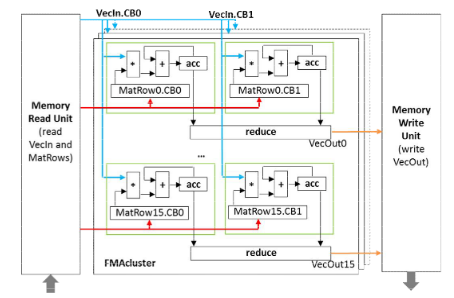 VecIn.CB0
VecIn.CB1
* + acc
* + acc
MatRow0.CB0
MatRow0.CB1
Memory
Read Unit
(read
VecIn and
MatRows)
Memory
Write
Unit
(write
VecOut)
reduce
VecOut0
...
* + acc
* + acc
MatRow15.CB0
MatRow15.CB1
reduce
FMAcluster
VecOut15